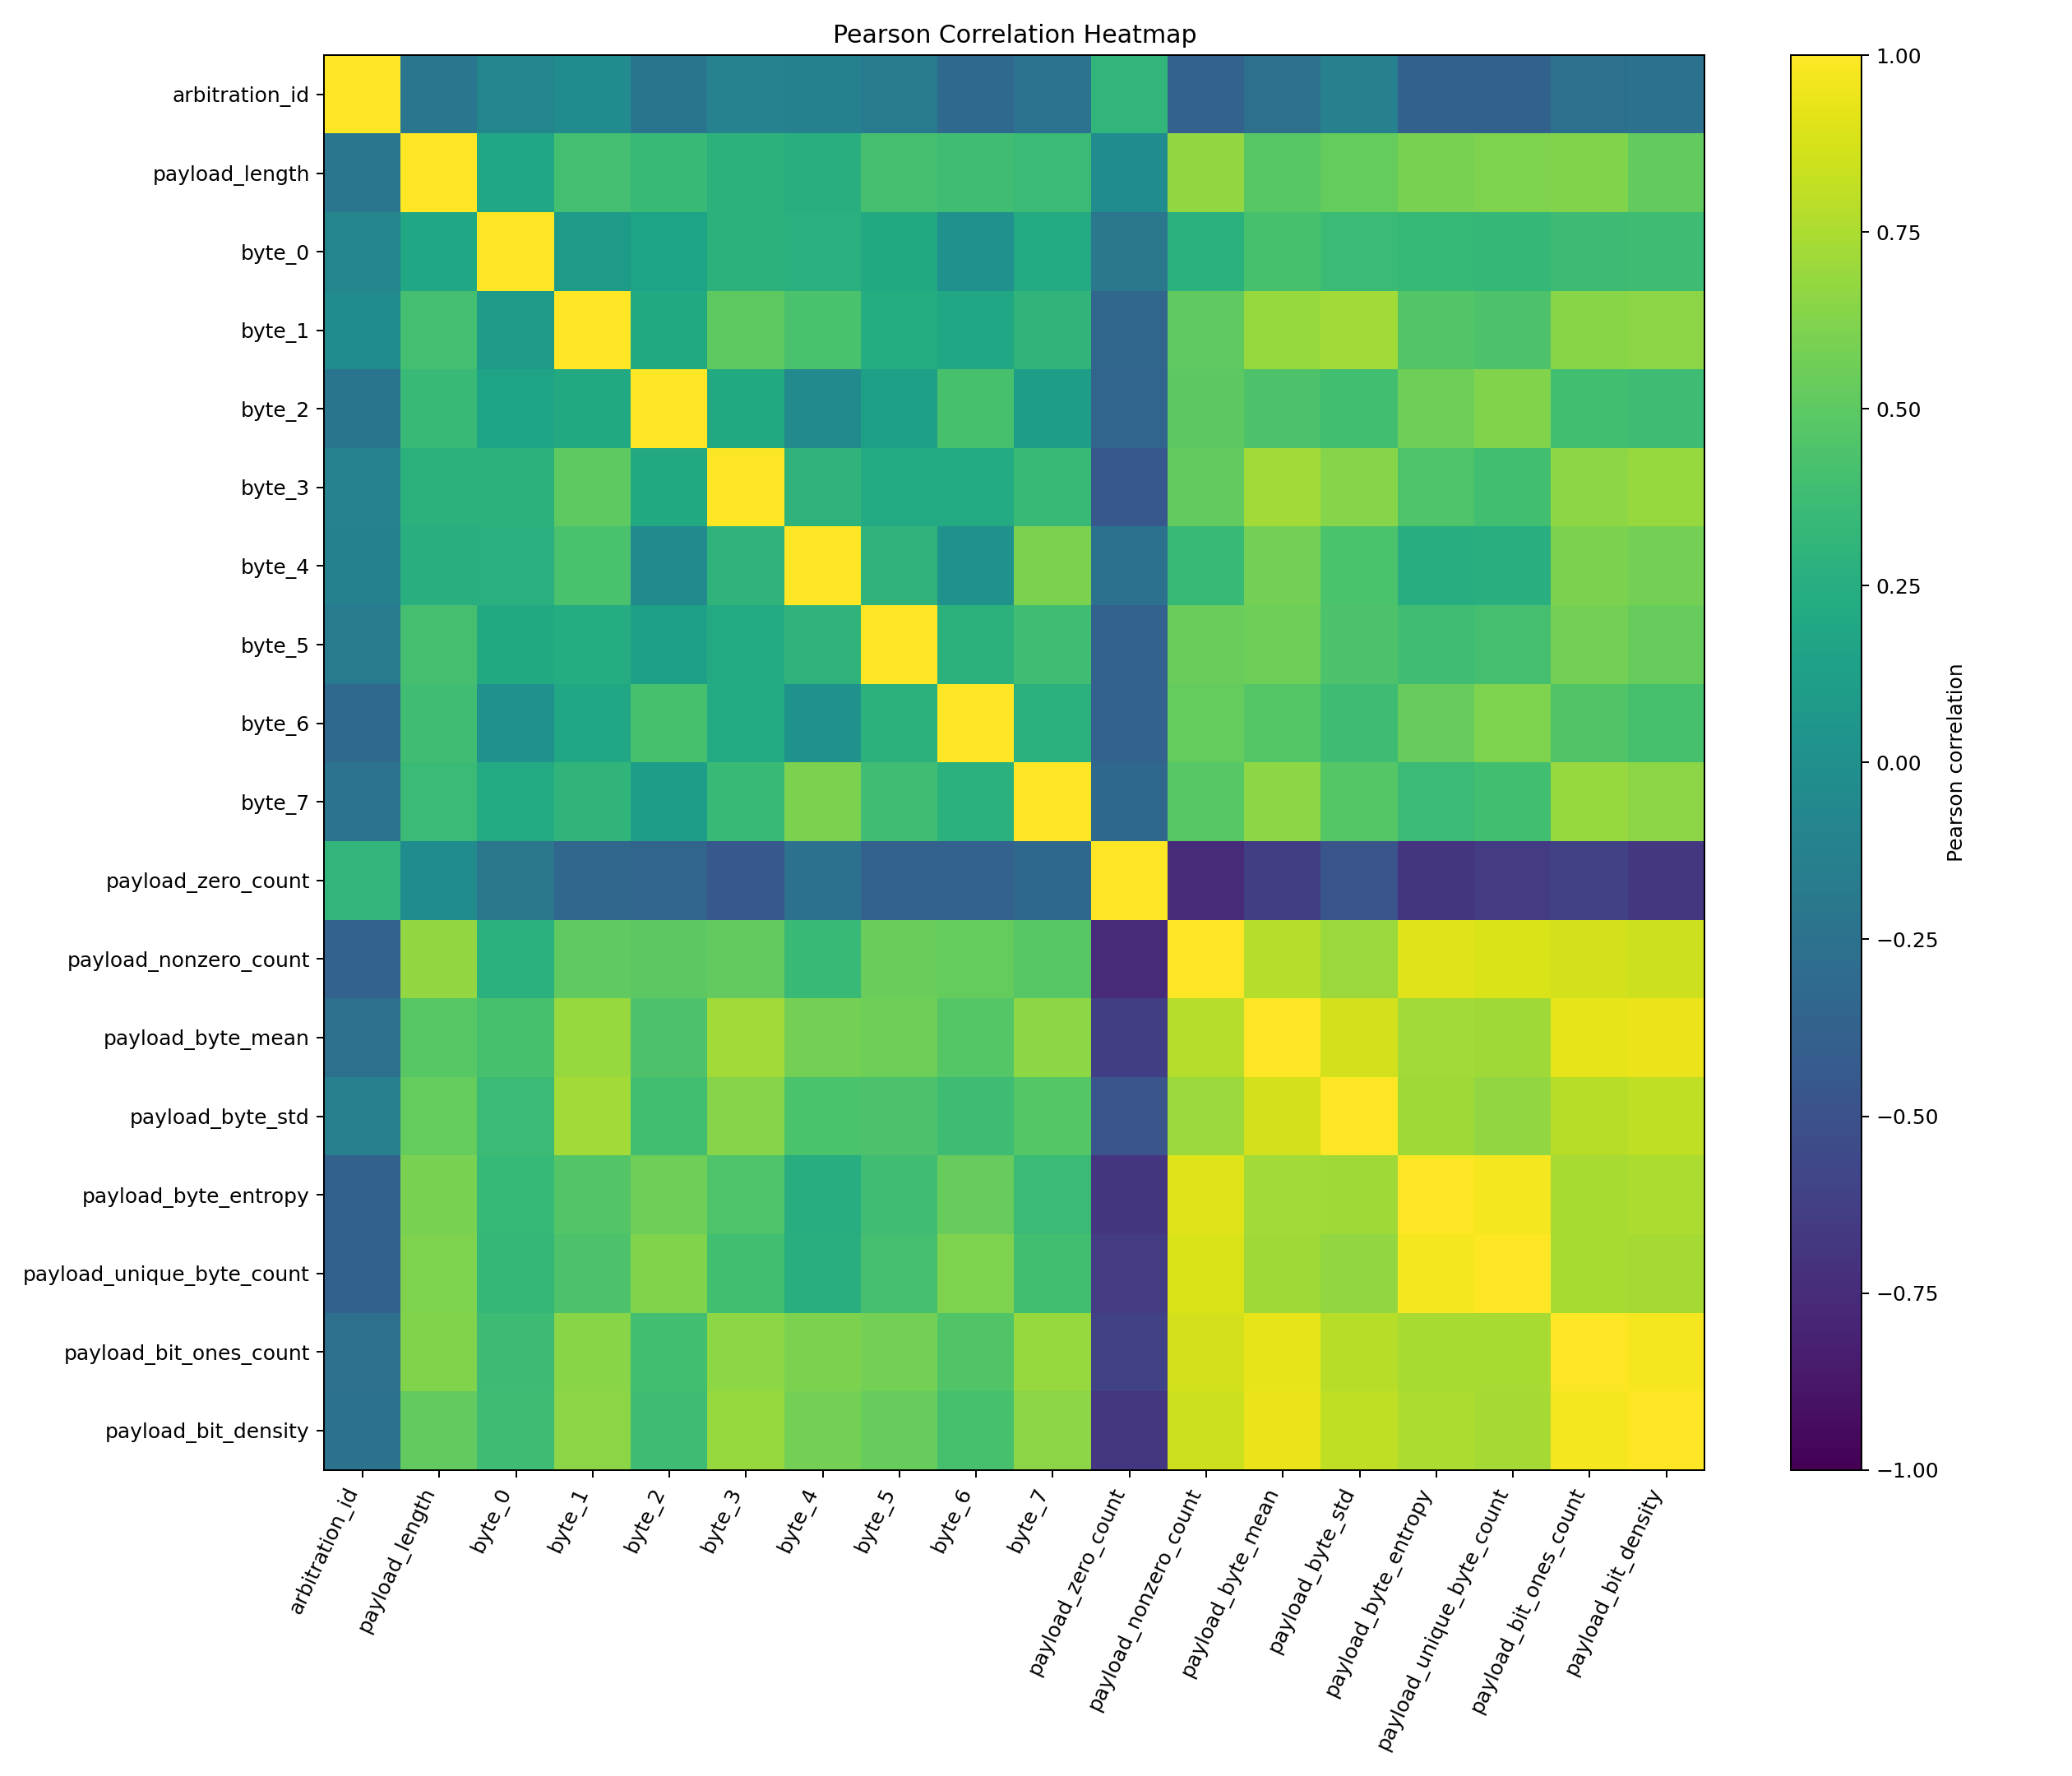 Pearson Correlation Heatmap
arbitration_id
payload_length
byte_0
byte_1
byte_2
byte_3
byte_4
byte_5
byte_6
byte_7
payload_zero_count
payload_nonzero_count
payload_byte_mean
payload_byte_std
payload_byte_entropy
payload_unique_byte_count
payload_bit_ones_count
payload_bit_density
arbitration_id
payload_length
byte_0
byte_1
byte_2
byte_3
byte_4
byte_5
byte_6
byte_7
payload_zero_count
payload_nonzero_count
payload_byte_mean
payload_byte_std
payload_byte_entropy
payload_unique_byte_count
payload_bit_ones_count
payload_bit_density
1.00
0.75
0.50
0.25
0.00
−0.25
−0.50
−0.75
−1.00
Pearson correlation